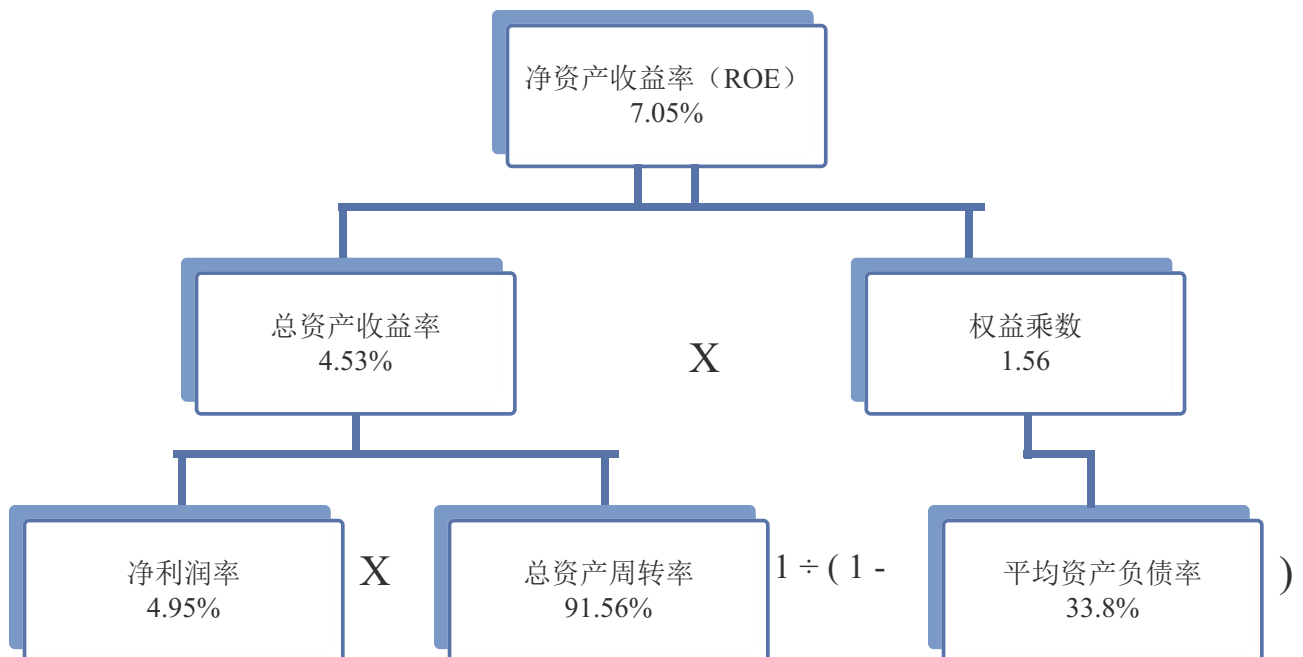 净资产收益率（ROE）
7.05%
总资产收益率
4.53%
X
权益乘数
1.56
净利润率
4.95%
X
总资产周转率
91.56%
1 ÷ ( 1 -
平均资产负债率
33.8%
)